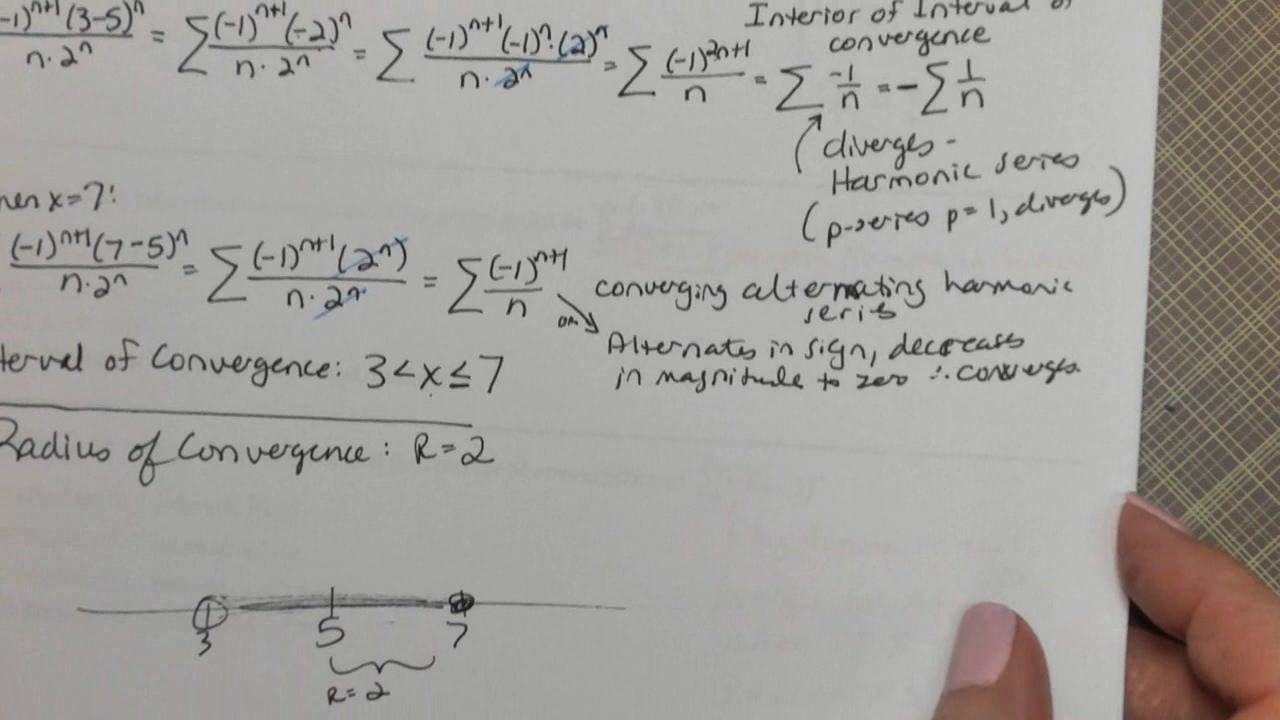 Interior of Interval of
convergence
-1)^{n+1}(3-5)^n / n·2^n = ∑ (-1)^{n+1}(-2)^n / n·2^n = ∑ (-1)^{n+1}(-1)^n·(2)^n / n·2^n = ∑ (-1)^{2n+1} / n = ∑ -1/n = -∑ 1/n
diverges -
Harmonic series
(p-series p=1, diverges)
hen x=7:
(-1)^{n+1}(7-5)^n / n·2^n = ∑ (-1)^{n+1}(2^n) / n·2^n = ∑ (-1)^{n+1} / n
converging alternating harmonic
series
or
Alternates in sign, decreases
in magnitude to zero ∴ converges.
terval of Convergence: 3<x≤7
Radius of Convergence: R=2
3 5 7
R=2